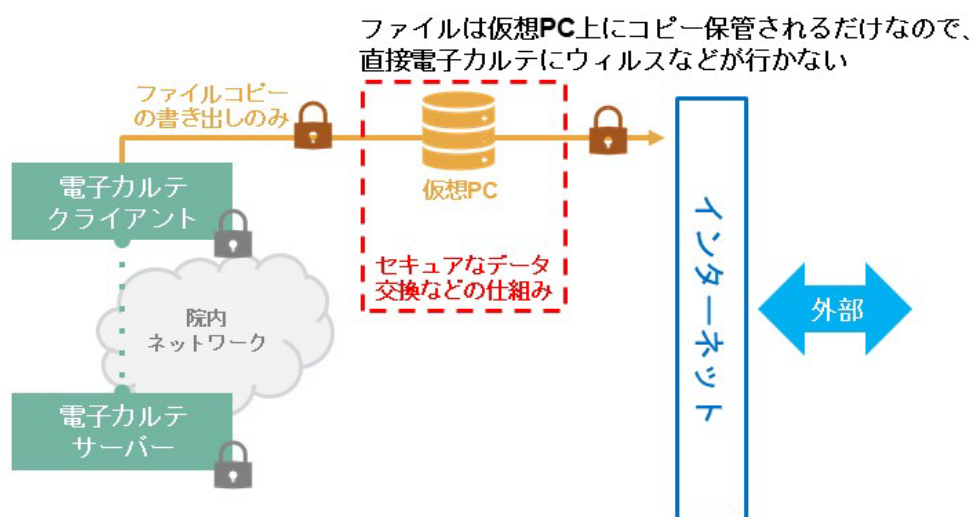 ファイルは仮想PC上にコピー保管されるだけなので、
直接電子カルテにウィルスなどが行かない
ファイルコピー
の書き出しのみ
仮想PC
電子カルテ
クライアント
セキュアなデータ
交換などの仕組み
院内
ネットワーク
インターネット
外部
電子カルテ
サーバー